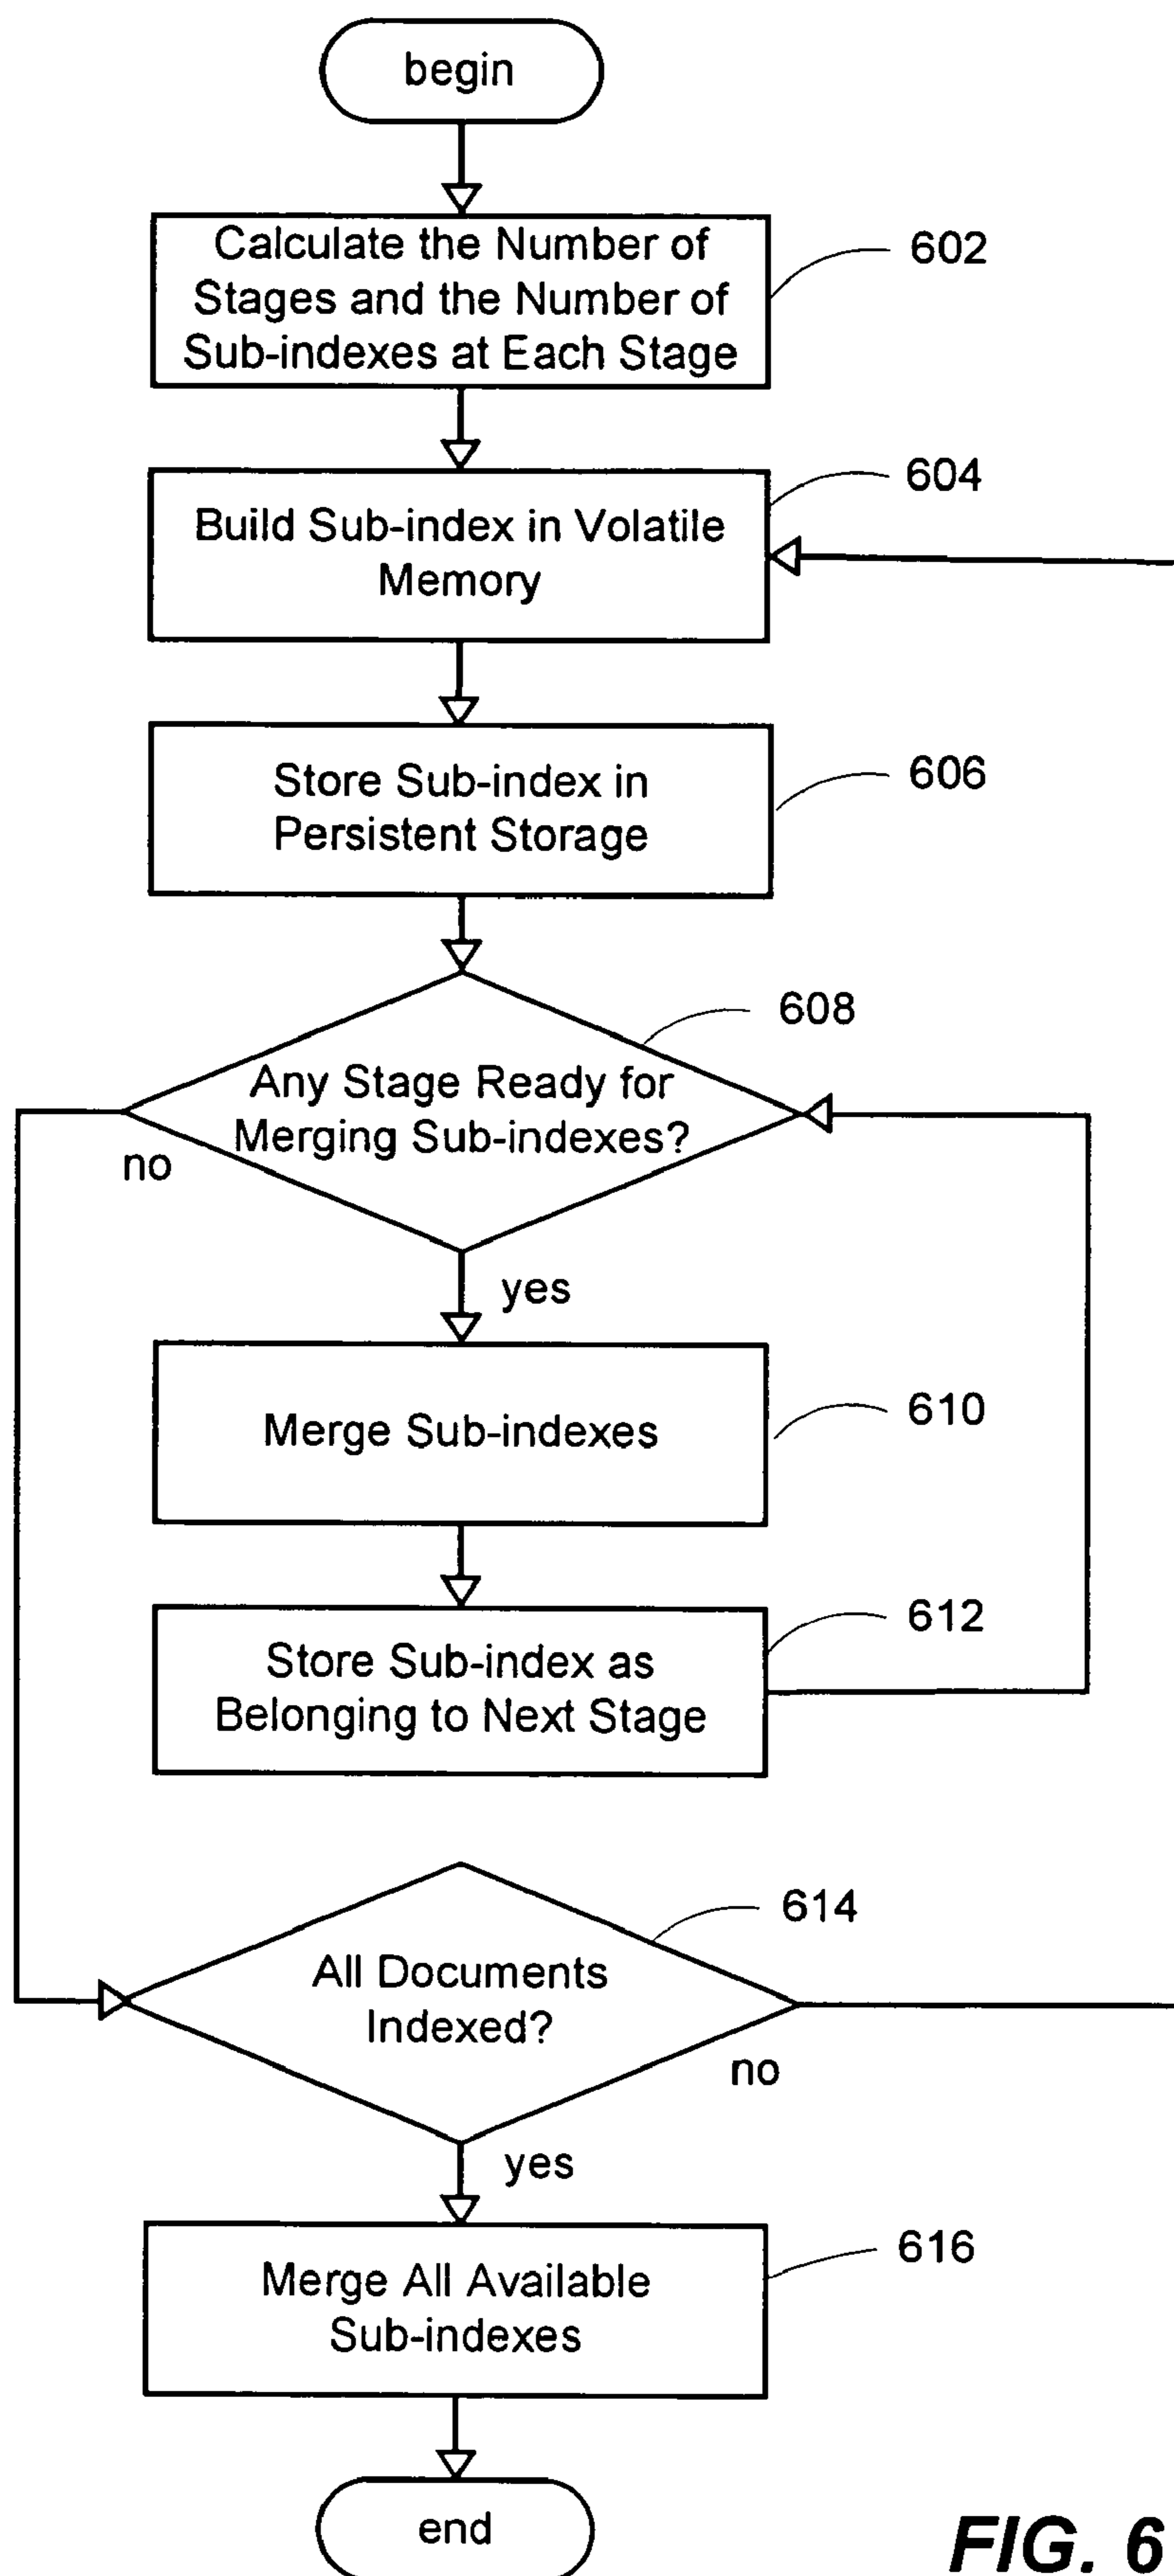 begin
Calculate the Number of
Stages and the Number of
Sub-indexes at Each Stage
602
Build Sub-index in Volatile
Memory
604
Store Sub-index in
Persistent Storage
606
Any Stage Ready for
Merging Sub-indexes?
608
no
yes
Merge Sub-indexes
610
Store Sub-index as
Belonging to Next Stage
612
All Documents
Indexed?
614
no
yes
Merge All Available
Sub-indexes
616
end
FIG. 6